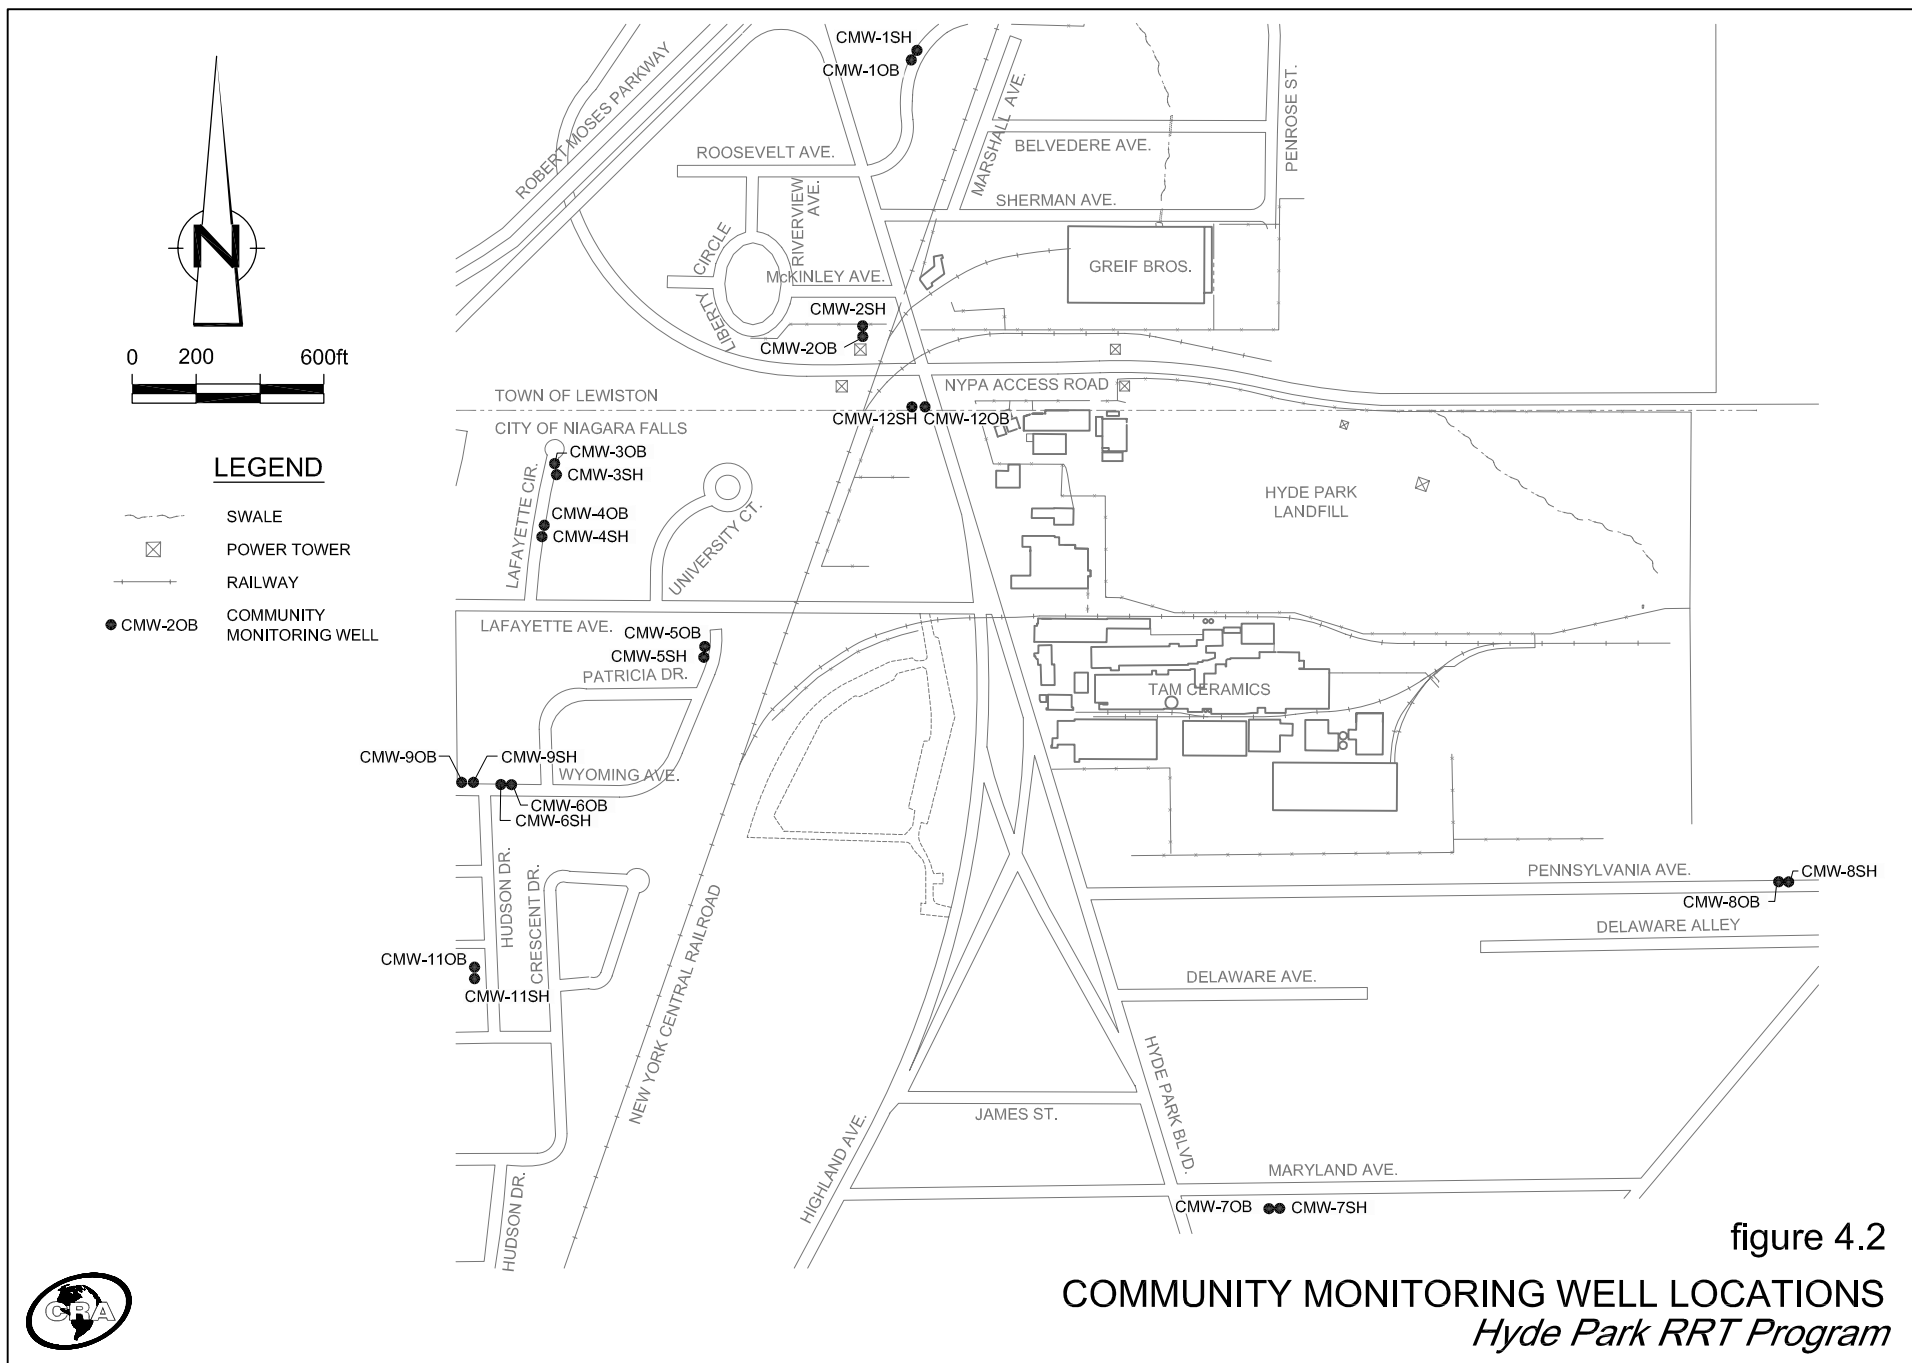 CMW-1SH
CMW-1OB
ROBERT MOSES PARKWAY
MARSHALL AVE.
PENROSE ST.
BELVEDERE AVE.
ROOSEVELT AVE.
SHERMAN AVE.
RIVERVIEW
AVE.
LIBERTY CIRCLE
McKINLEY AVE.
GREIF BROS.
N
CMW-2SH
CMW-2OB
0 200 600ft
NYPA ACCESS ROAD
TOWN OF LEWISTON
CMW-12SH CMW-12OB
CITY OF NIAGARA FALLS
LEGEND
SWALE
POWER TOWER
RAILWAY
CMW-2OB COMMUNITY
MONITORING WELL
CMW-3OB
CMW-3SH
CMW-4OB
CMW-4SH
LAFAYETTE CIR.
UNIVERSITY CT.
HYDE PARK
LANDFILL
LAFAYETTE AVE.
CMW-5OB
CMW-5SH
PATRICIA DR.
TAM CERAMICS
CMW-9OB
CMW-9SH
WYOMING AVE.
CMW-6OB
CMW-6SH
HUDSON DR.
CRESCENT DR.
NEW YORK CENTRAL RAILROAD
PENNSYLVANIA AVE.
CMW-8SH
CMW-8OB
DELAWARE ALLEY
CMW-11OB
CMW-11SH
DELAWARE AVE.
HYDE PARK BLVD.
JAMES ST.
HIGHLAND AVE.
MARYLAND AVE.
HUDSON DR.
CMW-7OB
CMW-7SH
figure 4.2
COMMUNITY MONITORING WELL LOCATIONS
Hyde Park RRT Program
CRA